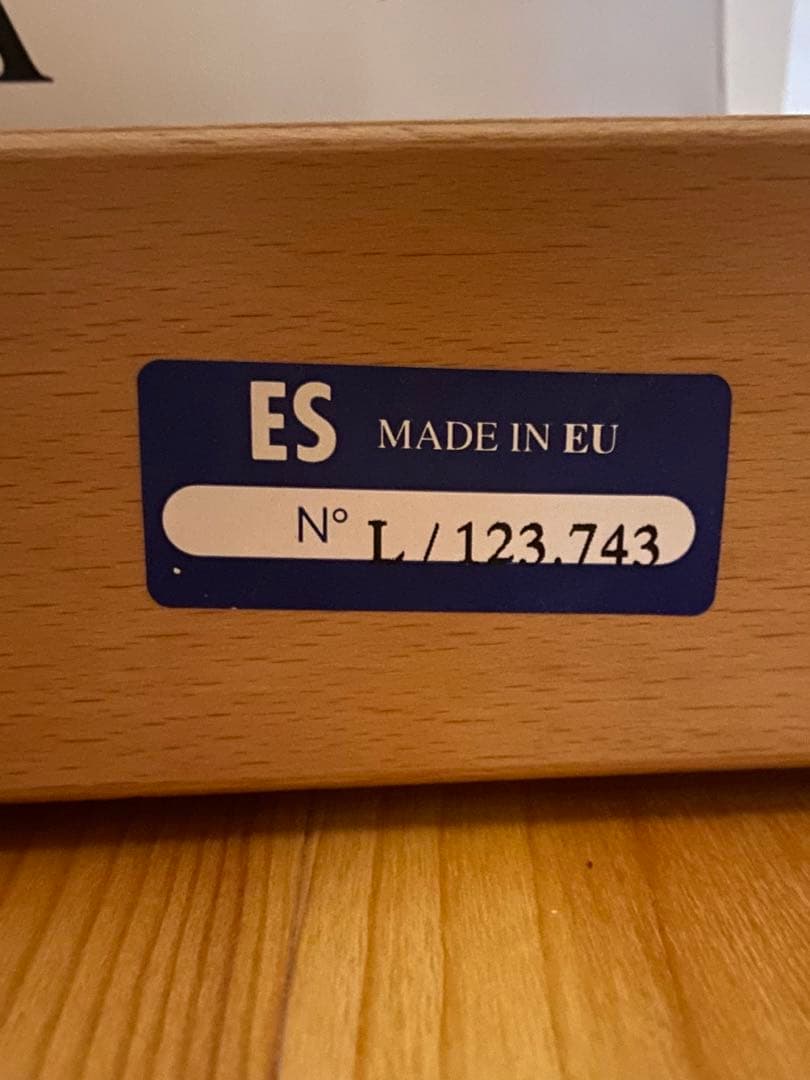 ES MADE IN EU
N° L / 123.743